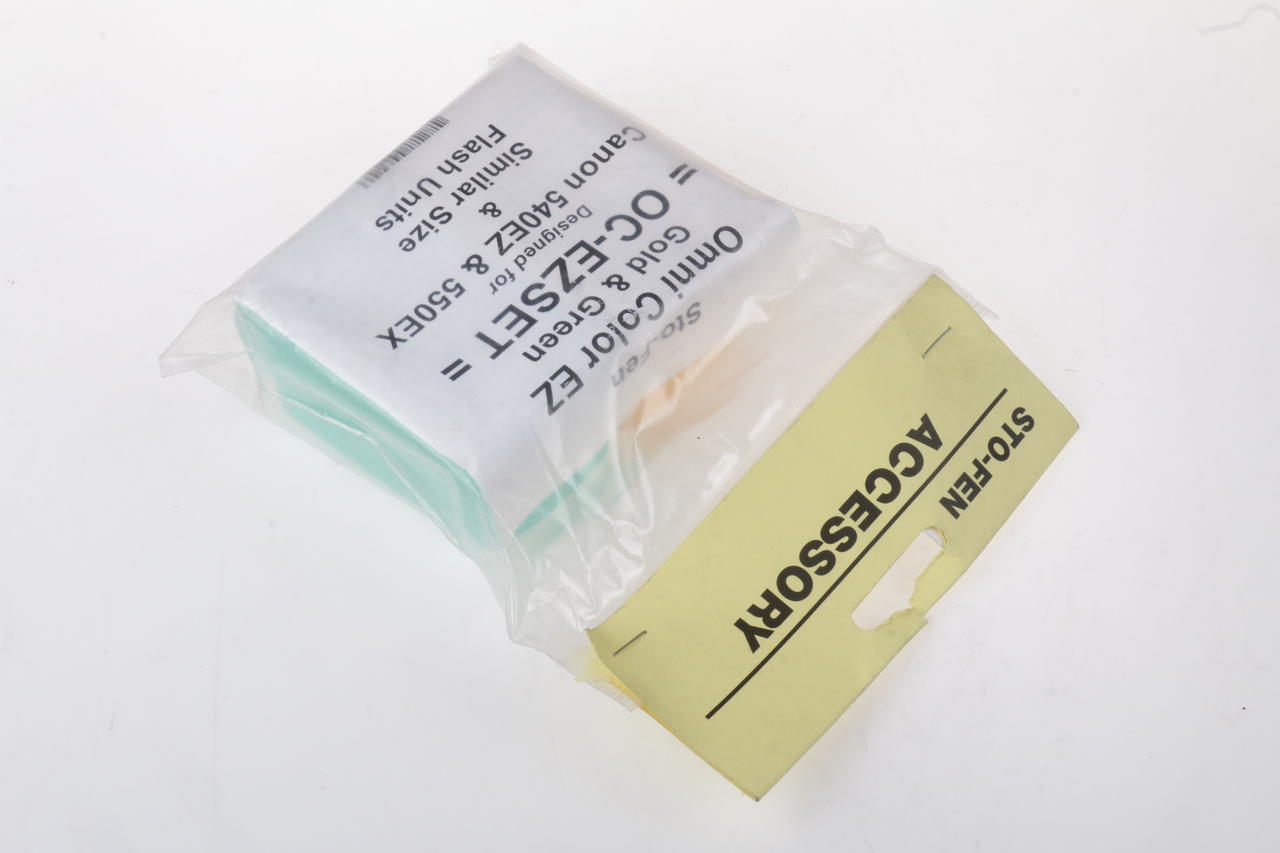 STO-FEN
ACCESSORY
Sto-Fen
Omni Color EZ
Gold & Green
= OC-EZSET =
Designed for
Canon 540EZ & 550EX
&
Similar Size
Flash Units